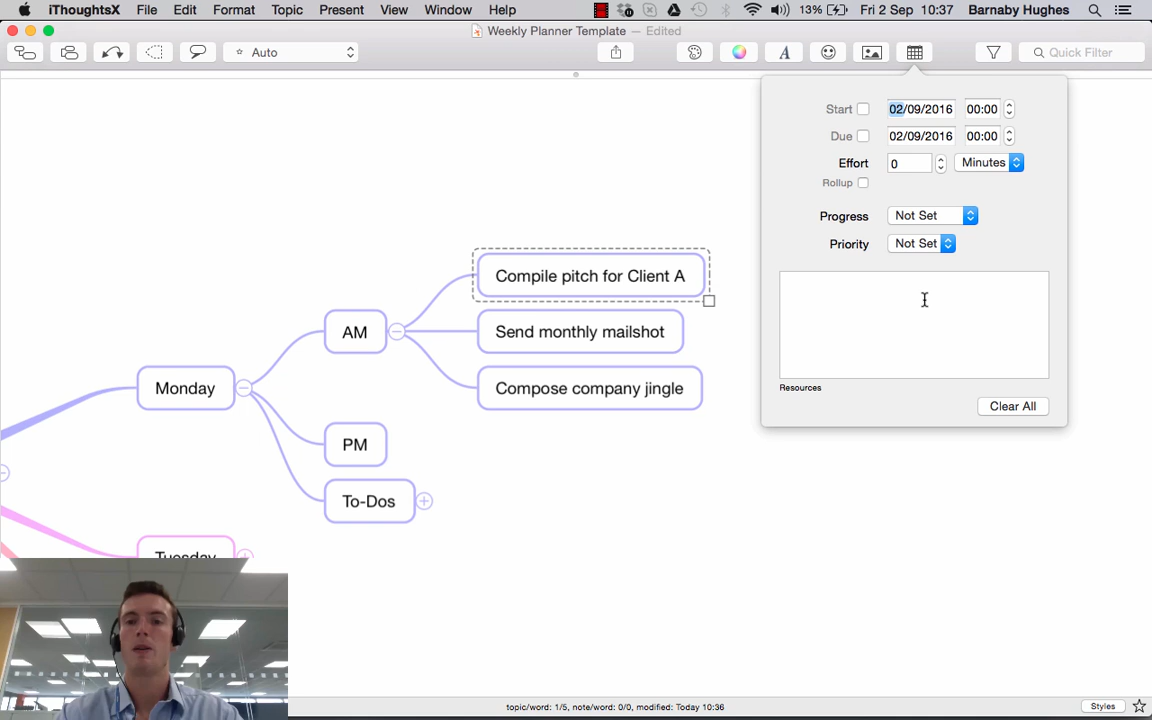 iThoughtsX File Edit Format Topic Present View Window Help 13% Fri 2 Sep 10:37 Barnaby Hughes
Weekly Planner Template — Edited
Auto
Quick Filter
Start 02/09/2016 00:00
Due 02/09/2016 00:00
Effort 0 Minutes
Rollup
Progress Not Set
Priority Not Set
Resources
Clear All
Compile pitch for Client A
AM
Send monthly mailshot
Monday
Compose company jingle
PM
To-Dos
Tuesday
topic/word: 1/5, note/word: 0/0, modified: Today 10:36
Styles